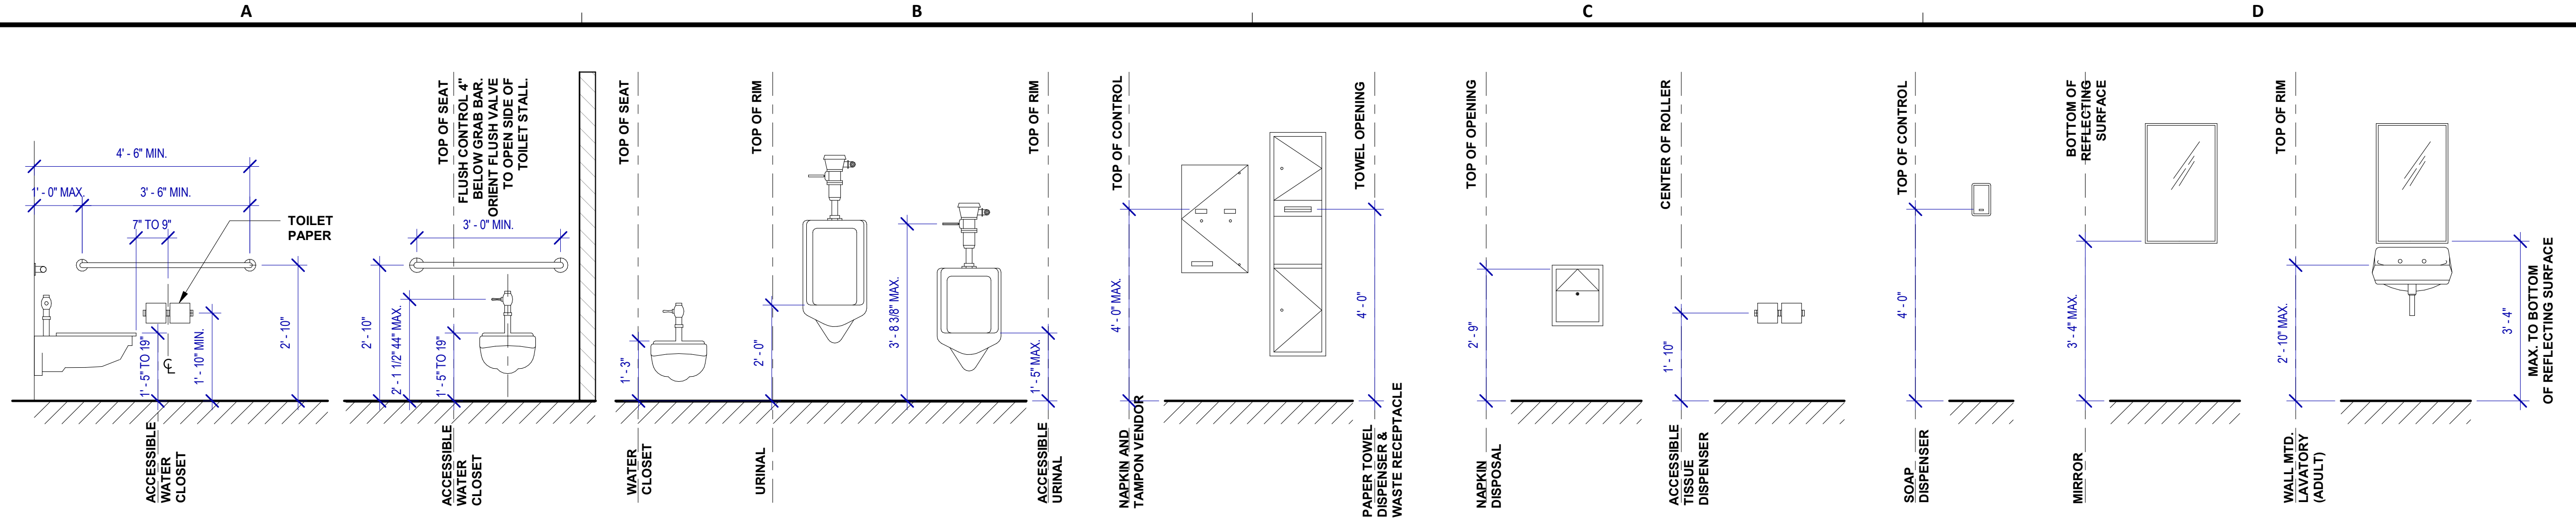 A
B
C
D
4' - 6" MIN.
1' - 0" MAX.
3' - 6" MIN.
7" TO 9"
TOILET
PAPER
1' - 5" TO 19"
℄
1' - 10" MIN.
2' - 10"
ACCESSIBLE
WATER
CLOSET
TOP OF SEAT
FLUSH CONTROL 4"
BELOW GRAB BAR.
ORIENT FLUSH VALVE
TO OPEN SIDE OF
TOILET STALL.
3' - 0" MIN.
2' - 10"
2' - 1 1/2" 44" MAX.
1' - 5" TO 19"
ACCESSIBLE
WATER
CLOSET
TOP OF SEAT
1' - 3"
WATER
CLOSET
TOP OF RIM
2' - 0"
URINAL
3' - 8 3/8" MAX.
TOP OF RIM
1' - 5" MAX.
ACCESSIBLE
URINAL
TOP OF CONTROL
4' - 0" MAX.
NAPKIN AND
TAMPON VENDOR
TOWEL OPENING
4' - 0"
PAPER TOWEL
DISPENSER &
WASTE RECEPTACLE
TOP OF OPENING
2' - 9"
NAPKIN
DISPOSAL
CENTER OF ROLLER
1' - 10"
ACCESSIBLE
TISSUE
DISPENSER
TOP OF CONTROL
4' - 0"
SOAP
DISPENSER
BOTTOM OF
REFLECTING
SURFACE
3' - 4" MAX.
MIRROR
TOP OF RIM
2' - 10" MAX.
WALL MTD.
LAVATORY
(ADULT)
3' - 4"
MAX. TO BOTTOM
OF REFLECTING SURFACE